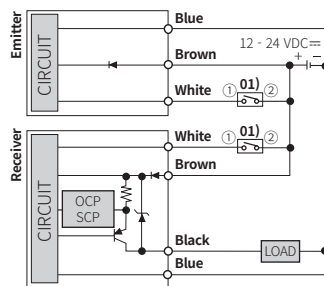 Emitter
CIRCUIT
Blue
Brown
White
12 - 24 VDC⎓
+ −
① 01) ②
Receiver
CIRCUIT
OCP
SCP
White
① 01) ②
Brown
Black
LOAD
Blue